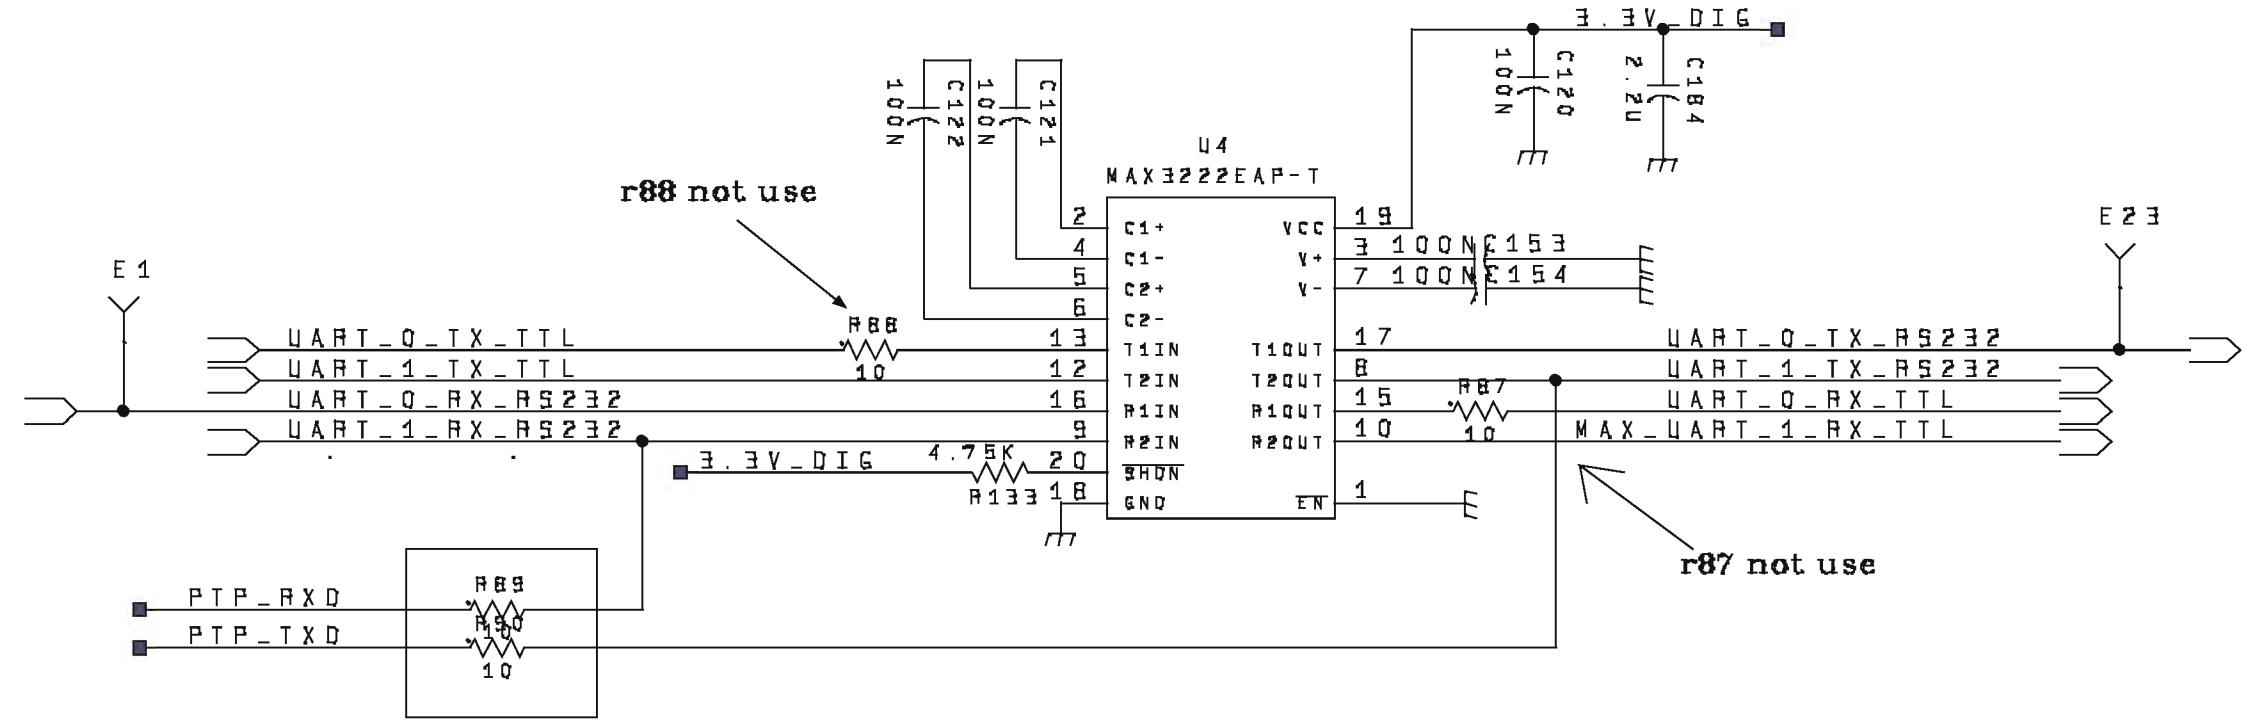 3.3V_DIG
100N
C120
2.2U
C184
100N
C122
100N
C121
U4
MAX3222EAP-T
r88 not use
E1
E23
2 C1+ VCC 19
4 C1- V+ 3 100N C153
5 C2+ V- 7 100N C154
6 C2-
R88
UART_0_TX_TTL 13 T1IN T1OUT 17 UART_0_TX_RS232
10
UART_1_TX_TTL 12 T2IN T2OUT 8 UART_1_TX_RS232
R87
UART_0_RX_RS232 16 R1IN R1OUT 15 UART_0_RX_TTL
10
UART_1_RX_RS232 9 R2IN R2OUT 10 MAX_UART_1_RX_TTL
3.3V_DIG 4.75K 20 SHDN
R133 18 GND EN 1
r87 not use
R89
PTP_RXD
R90
10
PTP_TXD
10